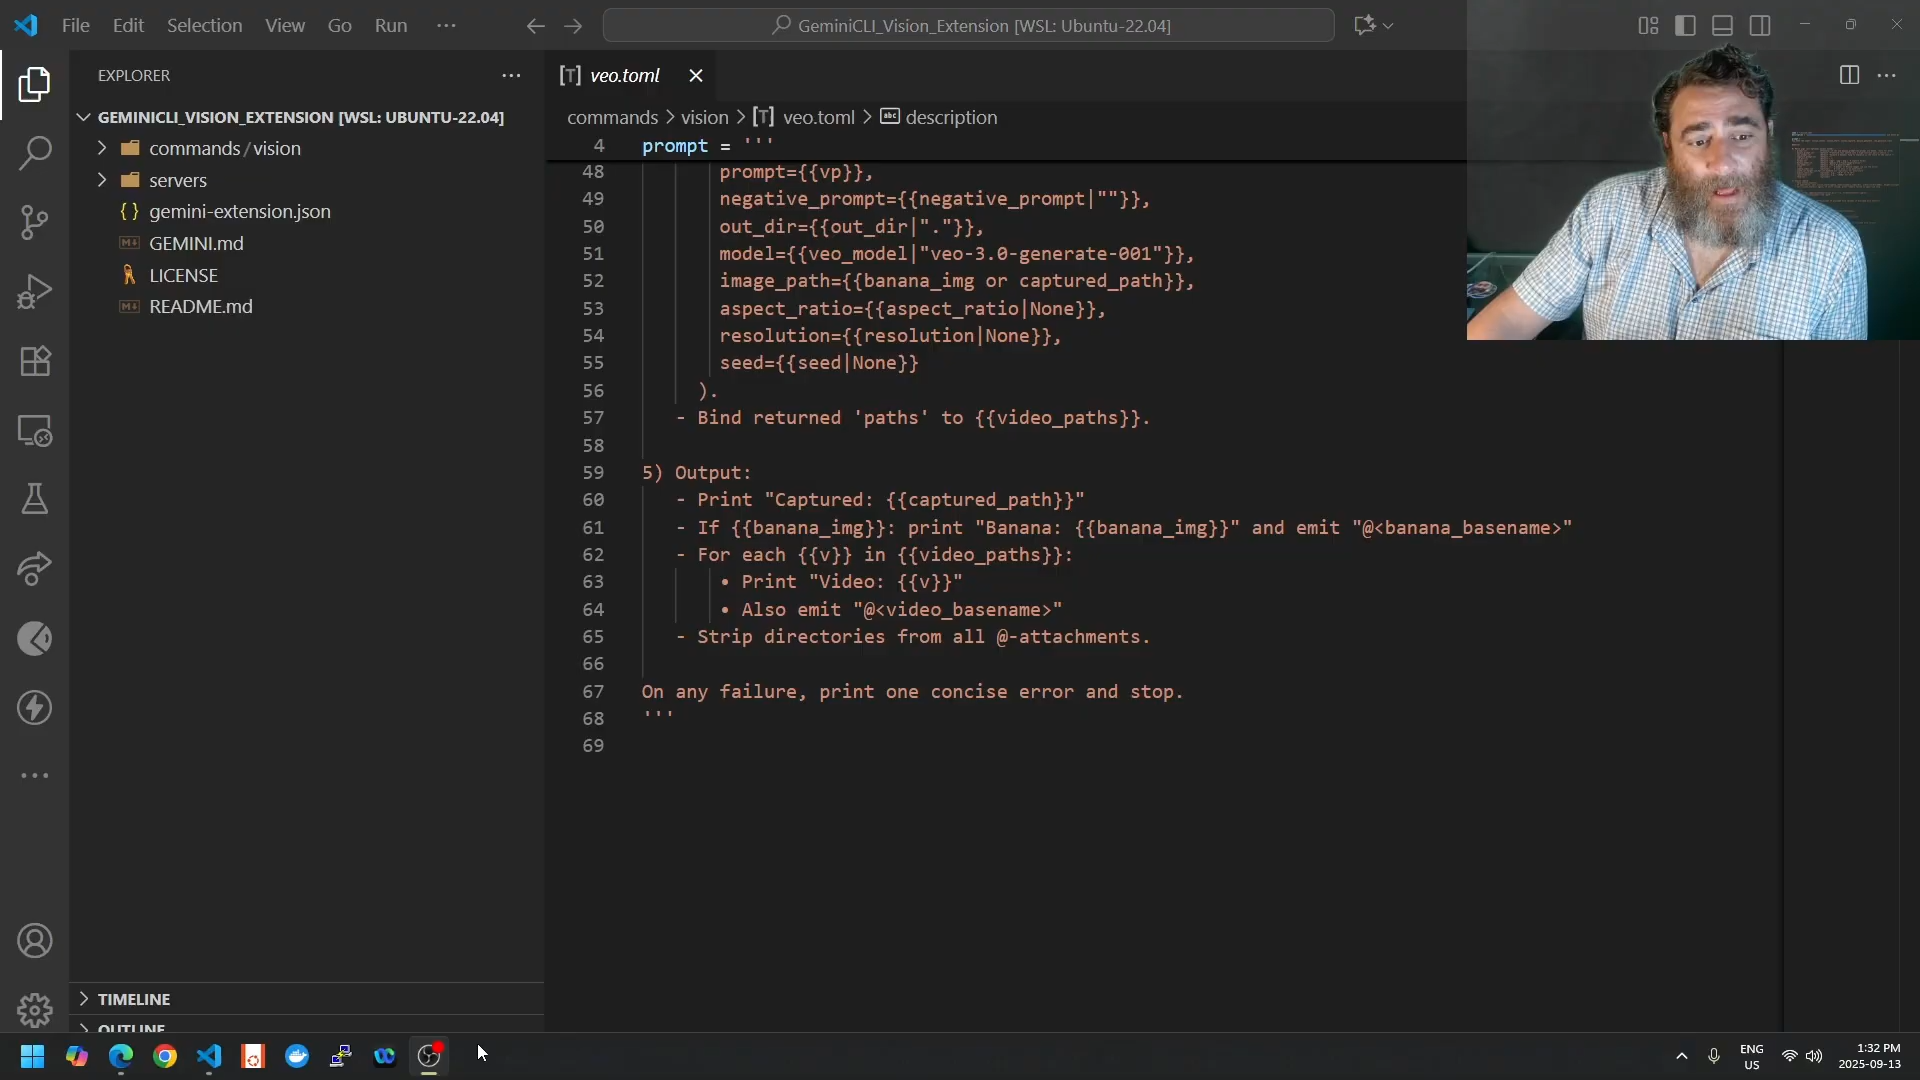 File Edit Selection View Go Run ···
GeminiCLI_Vision_Extension [WSL: Ubuntu-22.04]
EXPLORER ···
[T] veo.toml
GEMINICLI_VISION_EXTENSION [WSL: UBUNTU-22.04]
commands > vision > [T] veo.toml > abc description
commands/vision
servers
{ } gemini-extension.json
GEMINI.md
LICENSE
README.md
4 prompt = '''
48 prompt={{vp}},
49 negative_prompt={{negative_prompt|""}},
50 out_dir={{out_dir|"."}},
51 model={{veo_model|"veo-3.0-generate-001"}},
52 image_path={{banana_img or captured_path}},
53 aspect_ratio={{aspect_ratio|None}},
54 resolution={{resolution|None}},
55 seed={{seed|None}}
56 ).
57 - Bind returned 'paths' to {{video_paths}}.
58
59 5) Output:
60 - Print "Captured: {{captured_path}}"
61 - If {{banana_img}}: print "Banana: {{banana_img}}" and emit "@<banana_basename>"
62 - For each {{v}} in {{video_paths}}:
63 • Print "Video: {{v}}"
64 • Also emit "@<video_basename>"
65 - Strip directories from all @-attachments.
66
67 On any failure, print one concise error and stop.
68 '''
69
TIMELINE
OUTLINE
ENG
US
1:32 PM
2025-09-13